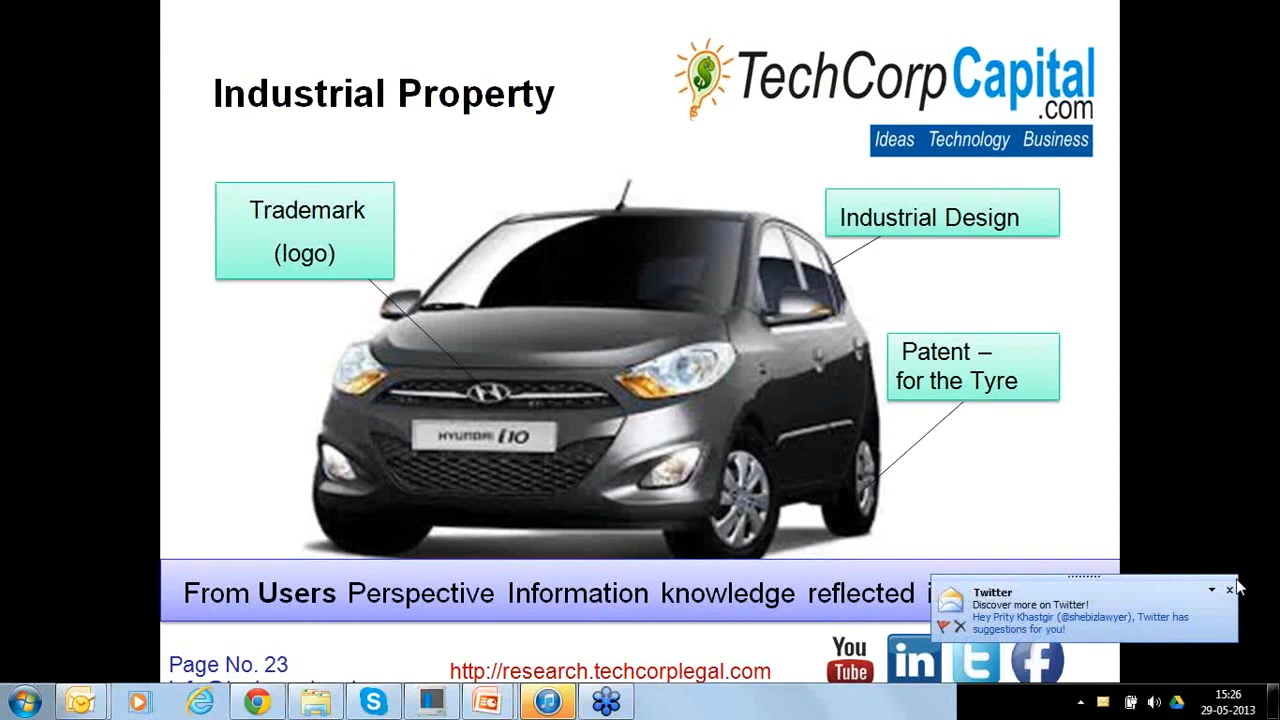 Industrial Property
TechCorpCapital
.com
Ideas Technology Business
Trademark
(logo)
Industrial Design
Patent –
for the Tyre
HYUNDAI i10
From Users Perspective Information knowledge reflected i
Twitter
Discover more on Twitter!
Hey Prity Khastgir (@shebizlawyer), Twitter has
suggestions for you!
Page No. 23
http://research.techcorplegal.com
You
Tube
in
15:26
29-05-2013